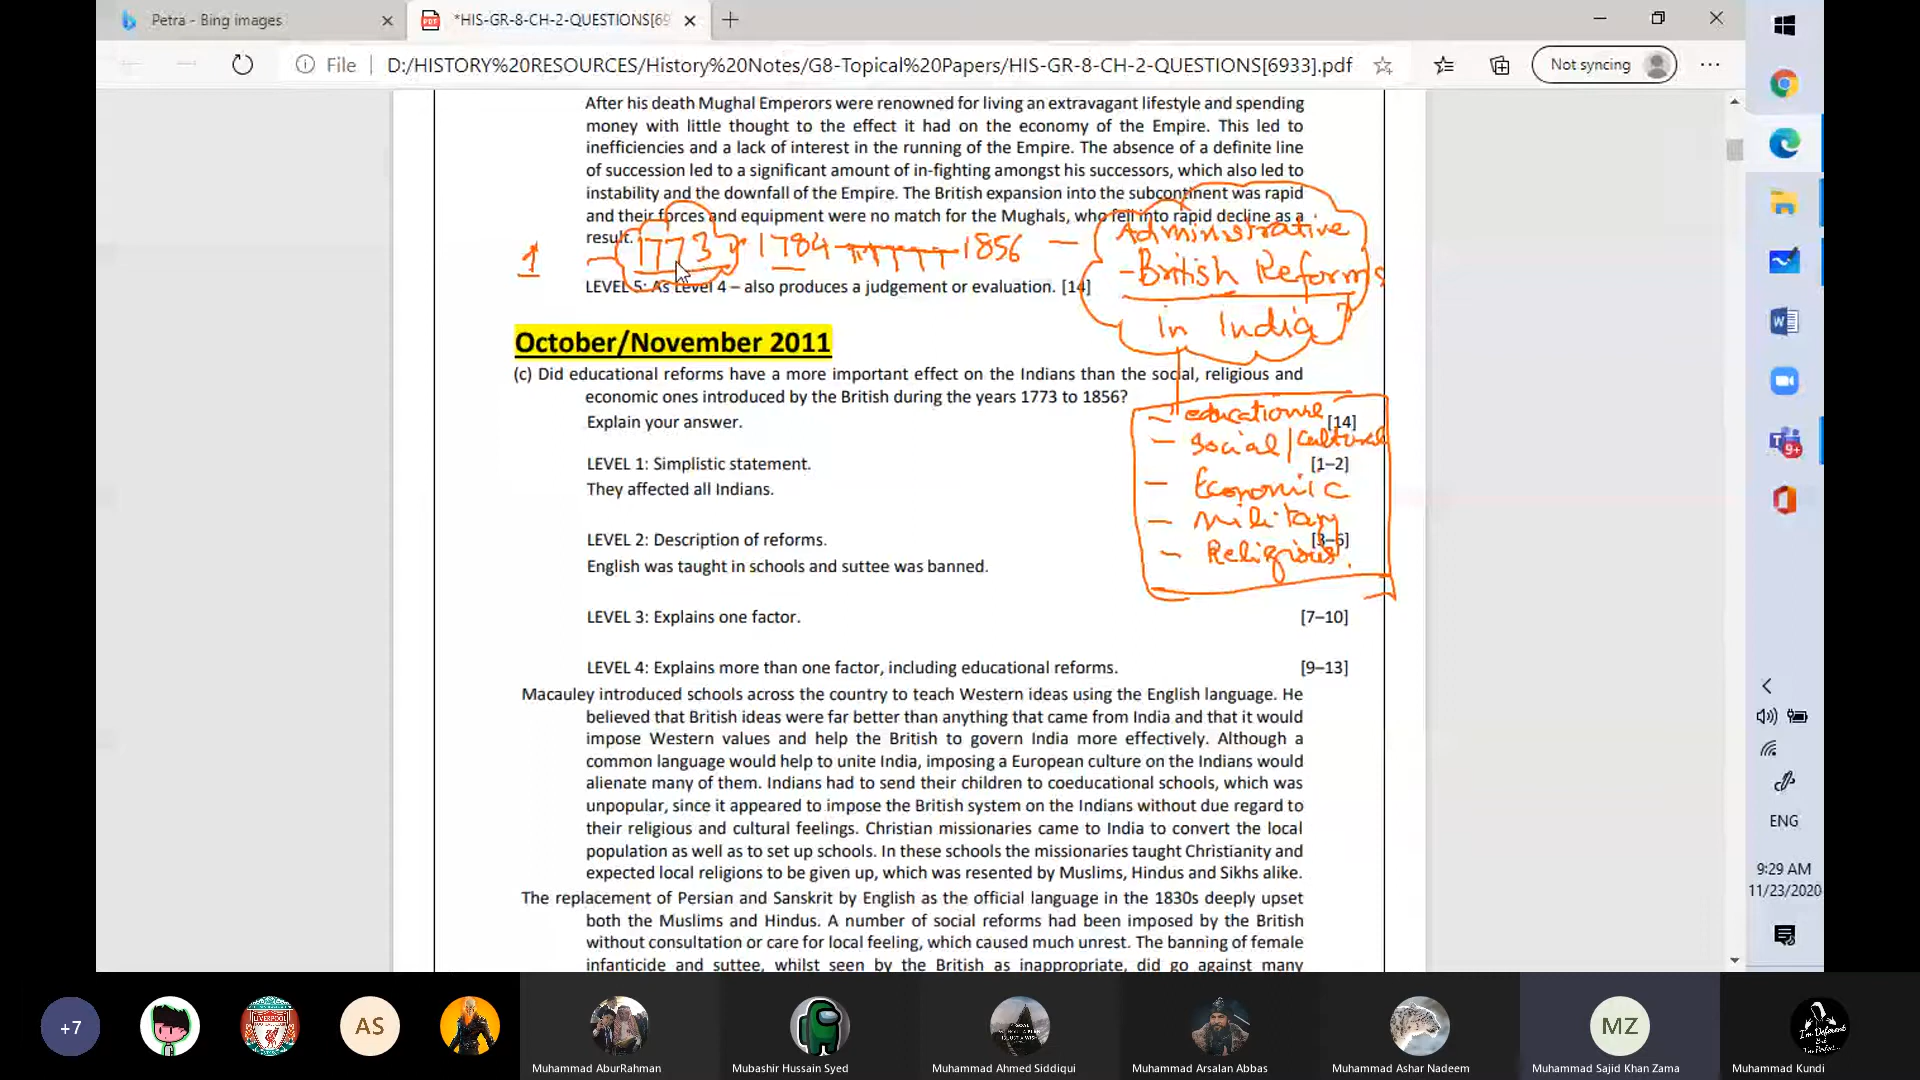 Petra - Bing images
*HIS-GR-8-CH-2-QUESTIONS[69
File
D:/HISTORY%20RESOURCES/History%20Notes/G8-Topical%20Papers/HIS-GR-8-CH-2-QUESTIONS[6933].pdf
Not syncing
After his death Mughal Emperors were renowned for living an extravagant lifestyle and spending
money with little thought to the effect it had on the economy of the Empire. This led to
inefficiencies and a lack of interest in the running of the Empire. The absence of a definite line
of succession led to a significant amount of in-fighting amongst his successors, which also led to
instability and the downfall of the Empire. The British expansion into the subcontinent was rapid
and their forces and equipment were no match for the Mughals, who fell into rapid decline as a
result.
1 – 1773 1784 1856 –
Administrative
-British Reforms
in India?
LEVEL 5: As Level 4 – also produces a judgement or evaluation. [14]
October/November 2011
(c) Did educational reforms have a more important effect on the Indians than the social, religious and
economic ones introduced by the British during the years 1773 to 1856?
Explain your answer. [14]
– Social/Cultural
– Economic
– Military
– Religious.
LEVEL 1: Simplistic statement. [1–2]
They affected all Indians.
LEVEL 2: Description of reforms. [3–6]
English was taught in schools and suttee was banned.
LEVEL 3: Explains one factor. [7–10]
LEVEL 4: Explains more than one factor, including educational reforms. [9–13]
Macauley introduced schools across the country to teach Western ideas using the English language. He
believed that British ideas were far better than anything that came from India and that it would
impose Western values and help the British to govern India more effectively. Although a
common language would help to unite India, imposing a European culture on the Indians would
alienate many of them. Indians had to send their children to coeducational schools, which was
unpopular, since it appeared to impose the British system on the Indians without due regard to
their religious and cultural feelings. Christian missionaries came to India to convert the local
population as well as to set up schools. In these schools the missionaries taught Christianity and
expected local religions to be given up, which was resented by Muslims, Hindus and Sikhs alike.
The replacement of Persian and Sanskrit by English as the official language in the 1830s deeply upset
both the Muslims and Hindus. A number of social reforms had been imposed by the British
without consultation or care for local feeling, which caused much unrest. The banning of female
infanticide and suttee, whilst seen by the British as inappropriate, did go against many
9+
ENG
9:29 AM
11/23/2020
+7
AS
MZ
Muhammad AburRahman
Mubashir Hussain Syed
Muhammad Ahmed Siddiqui
Muhammad Arsalan Abbas
Muhammad Ashar Nadeem
Muhammad Sajid Khan Zama
Muhammad Kundi